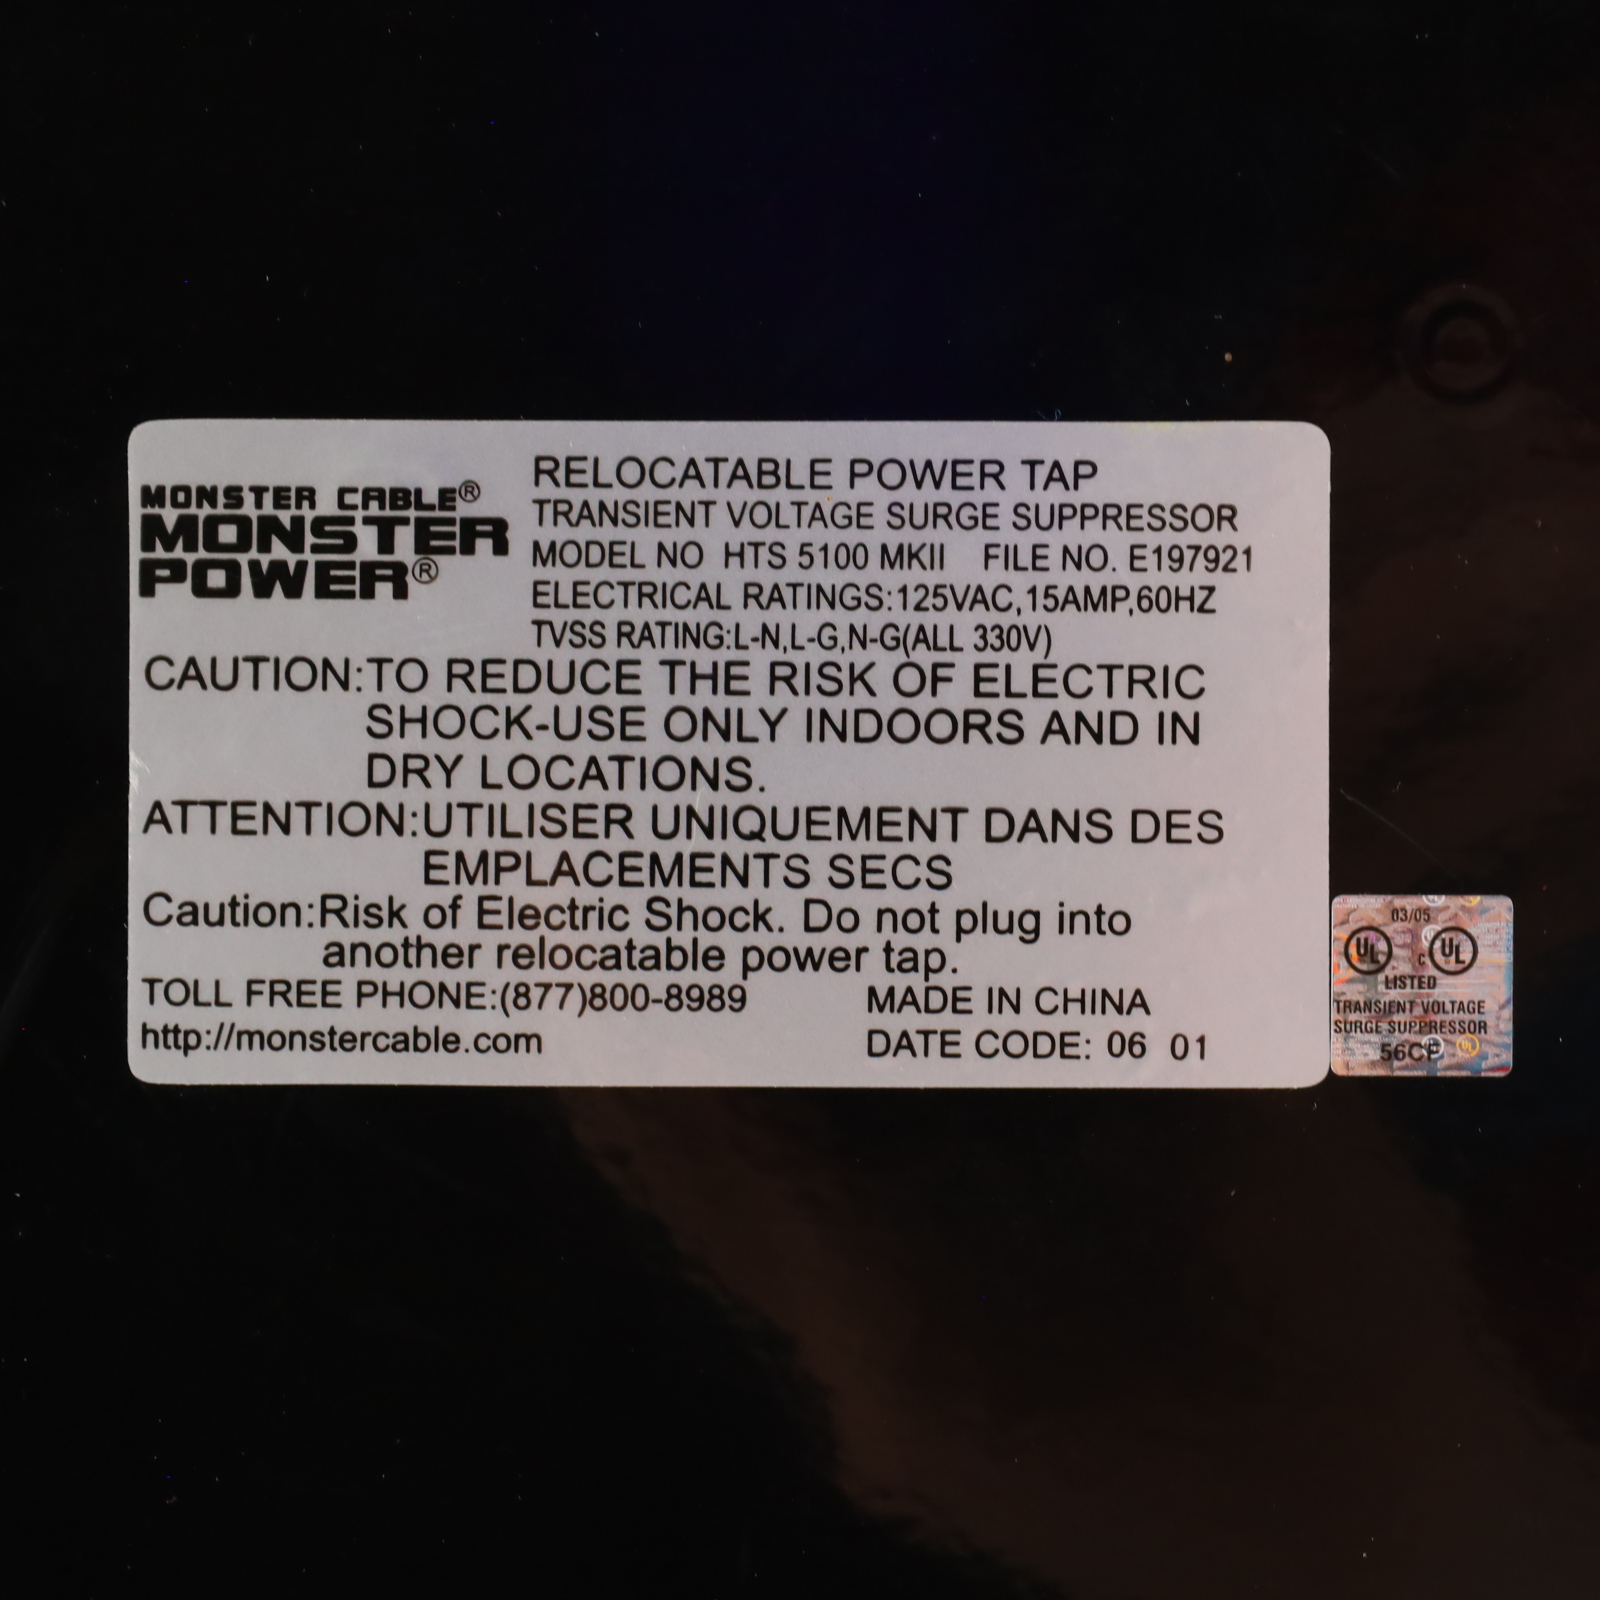 MONSTER CABLE®
MONSTER
POWER®
RELOCATABLE POWER TAP
TRANSIENT VOLTAGE SURGE SUPPRESSOR
MODEL NO HTS 5100 MKII FILE NO. E197921
ELECTRICAL RATINGS:125VAC,15AMP,60HZ
TVSS RATING:L-N,L-G,N-G(ALL 330V)
CAUTION:TO REDUCE THE RISK OF ELECTRIC
SHOCK-USE ONLY INDOORS AND IN
DRY LOCATIONS.
ATTENTION:UTILISER UNIQUEMENT DANS DES
EMPLACEMENTS SECS
Caution:Risk of Electric Shock. Do not plug into
another relocatable power tap.
TOLL FREE PHONE:(877)800-8989 MADE IN CHINA
http://monstercable.com DATE CODE: 06 01
03/05
UL c UL
LISTED
TRANSIENT VOLTAGE
SURGE SUPPRESSOR
56CF UL